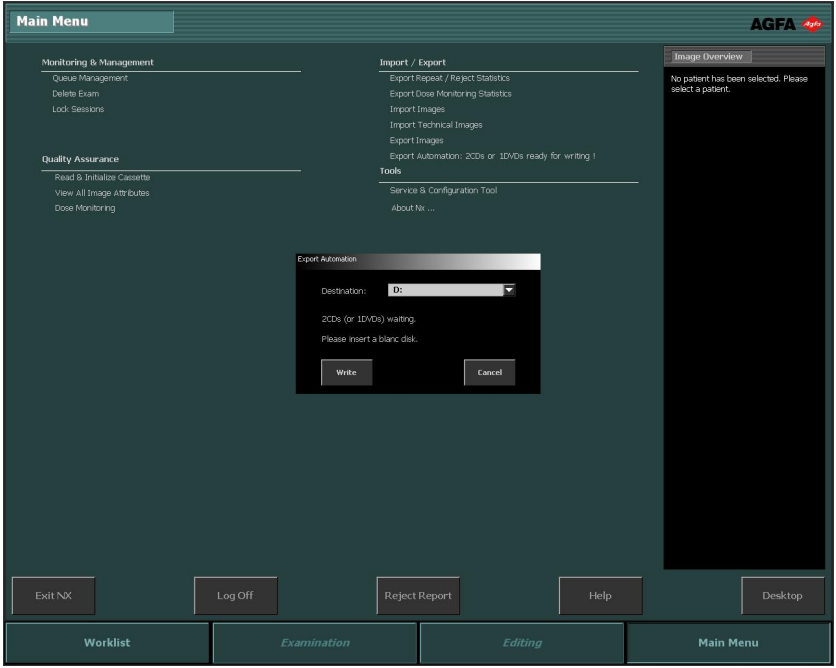 Main Menu
AGFA
Agfa
Monitoring & Management
Queue Management
Delete Exam
Lock Sessions
Quality Assurance
Read & Initialize Cassette
View All Image Attributes
Dose Monitoring
Import / Export
Export Repeat / Reject Statistics
Export Dose Monitoring Statistics
Import Images
Import Technical Images
Export Images
Export Automation: 2CDs or 1DVDs ready for writing !
Tools
Service & Configuration Tool
About Nx ...
Image Overview
No patient has been selected. Please
select a patient.
Export Automation
Destination: D:
2CDs (or 1DVDs) waiting.
Please insert a blanc disk.
Write Cancel
Exit NX Log Off Reject Report Help Desktop
Worklist Examination Editing Main Menu